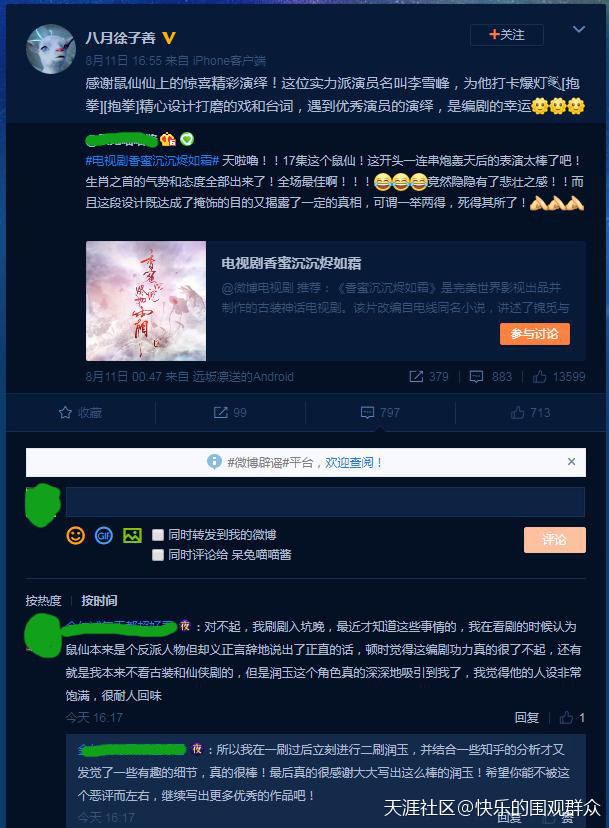 八月徐子善
+关注
8月11日 16:55 来自 iPhone客户端
感谢鼠仙仙上的惊喜精彩演绎！这位实力派演员名叫李雪峰，为他打卡爆灯[抱
拳][抱拳]精心设计打磨的戏和台词，遇到优秀演员的演绎，是编剧的幸运
#电视剧香蜜沉沉烬如霜# 天啦噜！！17集这个鼠仙！这开头一连串炮轰天后的表演太棒了吧！
生肖之首的气势和态度全部出来了！全场最佳啊！！！竟然隐隐有了悲壮之感！！而
且这段设计既达成了掩饰的目的又揭露了一定的真相，可谓一举两得，死得其所了！
香蜜沉沉烬如霜
电视剧香蜜沉沉烬如霜
@微博电视剧 推荐：《香蜜沉沉烬如霜》是完美世界影视出品并
制作的古装神话电视剧。该片改编自电线同名小说，讲述了锦觅与
参与讨论
8月11日 00:47 来自 远坂凛送的Android
379
883
13599
收藏
99
797
713
#微博辟谣#平台，欢迎查阅！
×
GIF
同时转发到我的微博
评论
同时评论给 呆兔喵喵酱
按热度
按时间
夜：对不起，我刷剧入坑晚，最近才知道这些事情的，我在看剧的时候认为
鼠仙本来是个反派人物但却义正言辞地说出了正直的话，顿时觉得这编剧功力真的很了不起，还有
就是我本来不看古装和仙侠剧的，但是润玉这个角色真的深深地吸引到我了，我觉得他的人设非常
饱满，很耐人回味
今天 16:17
回复
1
夜：所以我在一刷过后立刻进行二刷润玉，并结合一些知乎的分析才又
发觉了一些有趣的细节，真的很棒！最后真的很感谢大大写出这么棒的润玉！希望你能不被这
个恶评而左右，继续写出更多优秀的作品吧！
今天 16:17
回复
赞
天涯社区@快乐的围观群众